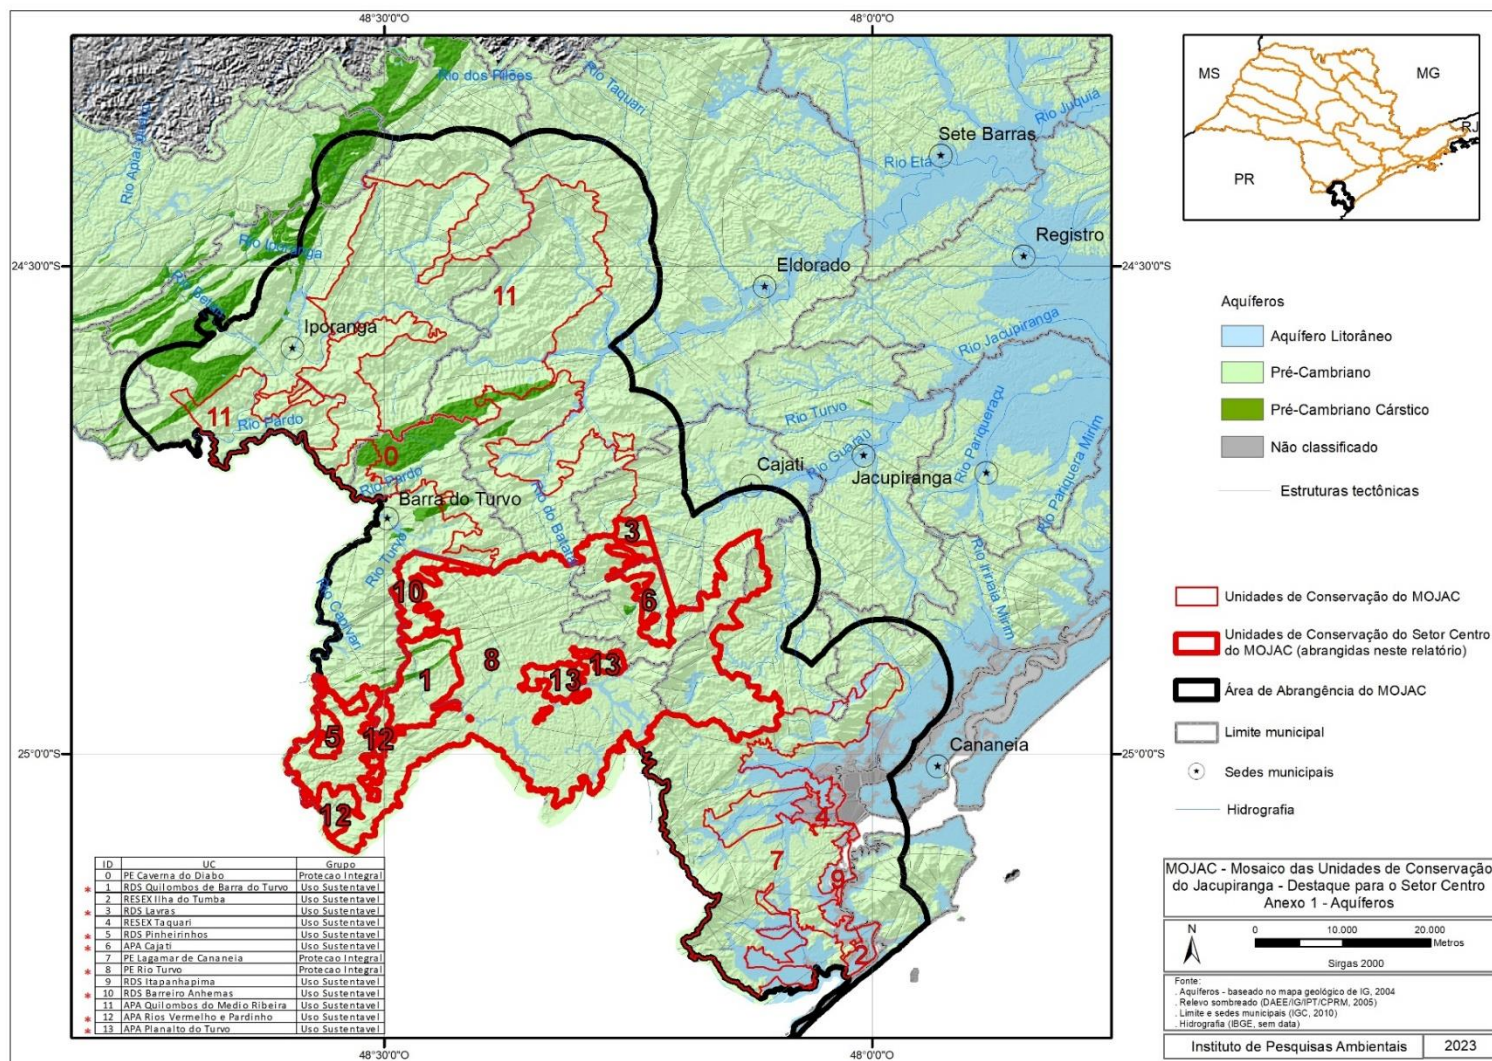 48°30'0"O
48°0'0"O
Rio dos Pilões
Rio Taquari
Rio Juquiá
Sete Barras
Rio Etá
Registro
24°30'0"S
24°30'0"S
Eldorado
Rio Iporanga
Rio Betari
11
Iporanga
Rio Jacupiranga
11
Rio Turvo
Rio Pariqueraçu
Rio Pardo
0
Rio Guaraú
Rio Pariquera Mirim
Cajati
Jacupiranga
Rio Pardo
Barra do Turvo
3
Rio Turvo
10
6
Rio Capivari
8
13
13
1
5
12
25°0'0"S
25°0'0"S
Cananeia
12
4
7
9
2
48°30'0"O
48°0'0"O
ID UC Grupo
0 PE Caverna do Diabo Protecao Integral
* 1 RDS Quilombos de Barra do Turvo Uso Sustentavel
2 RESEX Ilha do Tumba Uso Sustentavel
* 3 RDS Lavras Uso Sustentavel
4 RESEX Taquari Uso Sustentavel
* 5 RDS Pinheirinhos Uso Sustentavel
* 6 APA Cajati Uso Sustentavel
7 PE Lagamar de Cananeia Protecao Integral
* 8 PE Rio Turvo Protecao Integral
9 RDS Itapanhapima Uso Sustentavel
* 10 RDS Barreiro Anhemas Uso Sustentavel
11 APA Quilombos do Medio Ribeira Uso Sustentavel
* 12 APA Rios Vermelho e Pardinho Uso Sustentavel
* 13 APA Planalto do Turvo Uso Sustentavel
MS
MG
RJ
PR
Aquíferos
Aquífero Litorâneo
Pré-Cambriano
Pré-Cambriano Cárstico
Não classificado
Estruturas tectônicas
Unidades de Conservação do MOJAC
Unidades de Conservação do Setor Centro
do MOJAC (abrangidas neste relatório)
Área de Abrangência do MOJAC
Limite municipal
Sedes municipais
Hidrografia
MOJAC - Mosaico das Unidades de Conservação
do Jacupiranga - Destaque para o Setor Centro
Anexo 1 - Aquíferos
N
0 10.000 20.000
Metros
Sirgas 2000
Fonte:
. Aquíferos - baseado no mapa geológico de IG, 2004
. Relevo sombreado (DAEE/IG/IPT/CPRM, 2005)
. Limite e sedes municipais (IGC, 2010)
. Hidrografia (IBGE, sem data)
Instituto de Pesquisas Ambientais 2023